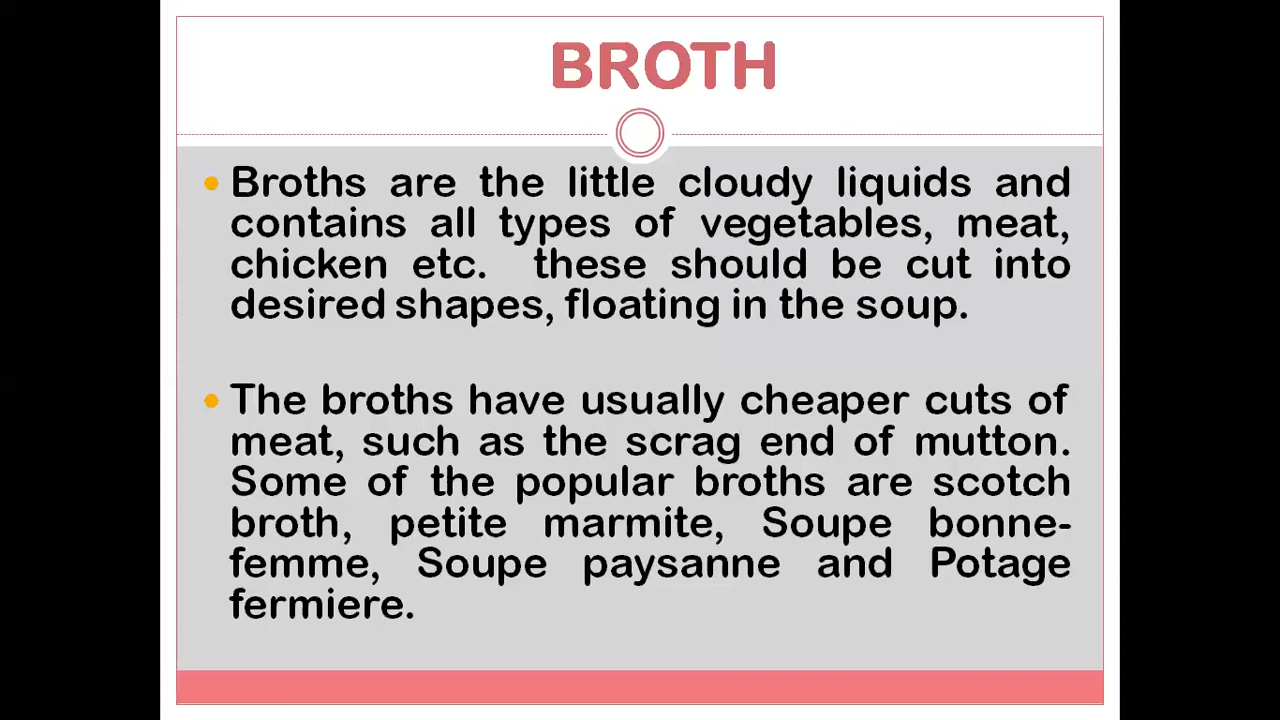 BROTH
Broths are the little cloudy liquids and
contains all types of vegetables, meat,
chicken etc. these should be cut into
desired shapes, floating in the soup.
The broths have usually cheaper cuts of
meat, such as the scrag end of mutton.
Some of the popular broths are scotch
broth, petite marmite, Soupe bonne-
femme, Soupe paysanne and Potage
fermiere.